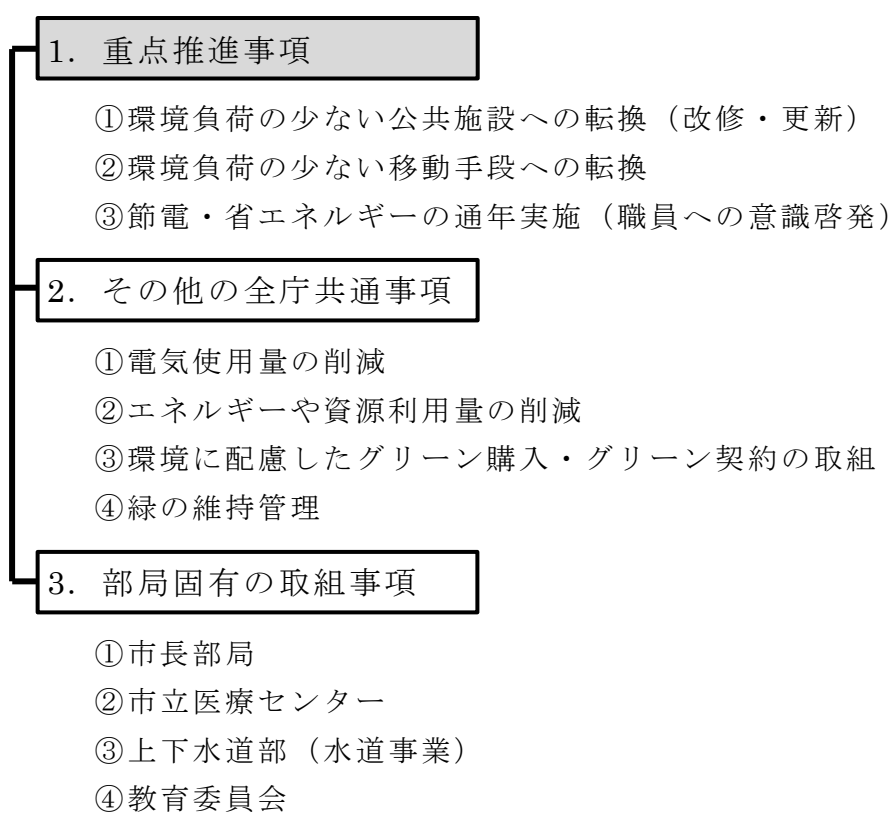 1. 重点推進事項
①環境負荷の少ない公共施設への転換（改修・更新）
②環境負荷の少ない移動手段への転換
③節電・省エネルギーの通年実施（職員への意識啓発）
2. その他の全庁共通事項
①電気使用量の削減
②エネルギーや資源利用量の削減
③環境に配慮したグリーン購入・グリーン契約の取組
④緑の維持管理
3. 部局固有の取組事項
①市長部局
②市立医療センター
③上下水道部（水道事業）
④教育委員会